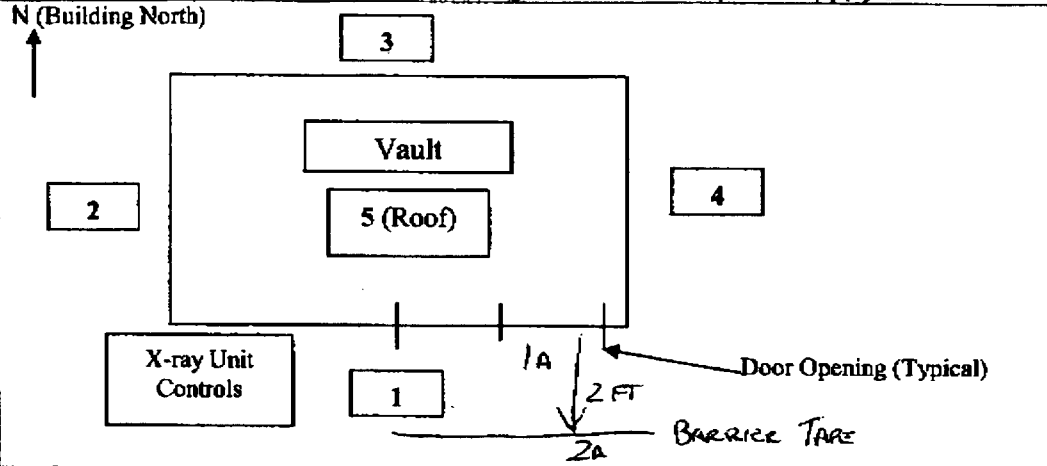 N (Building North)
3
Vault
2
4
5 (Roof)
X-ray Unit
Controls
1A
Door Opening (Typical)
1
2 FT
BARRIER TAPE
2A